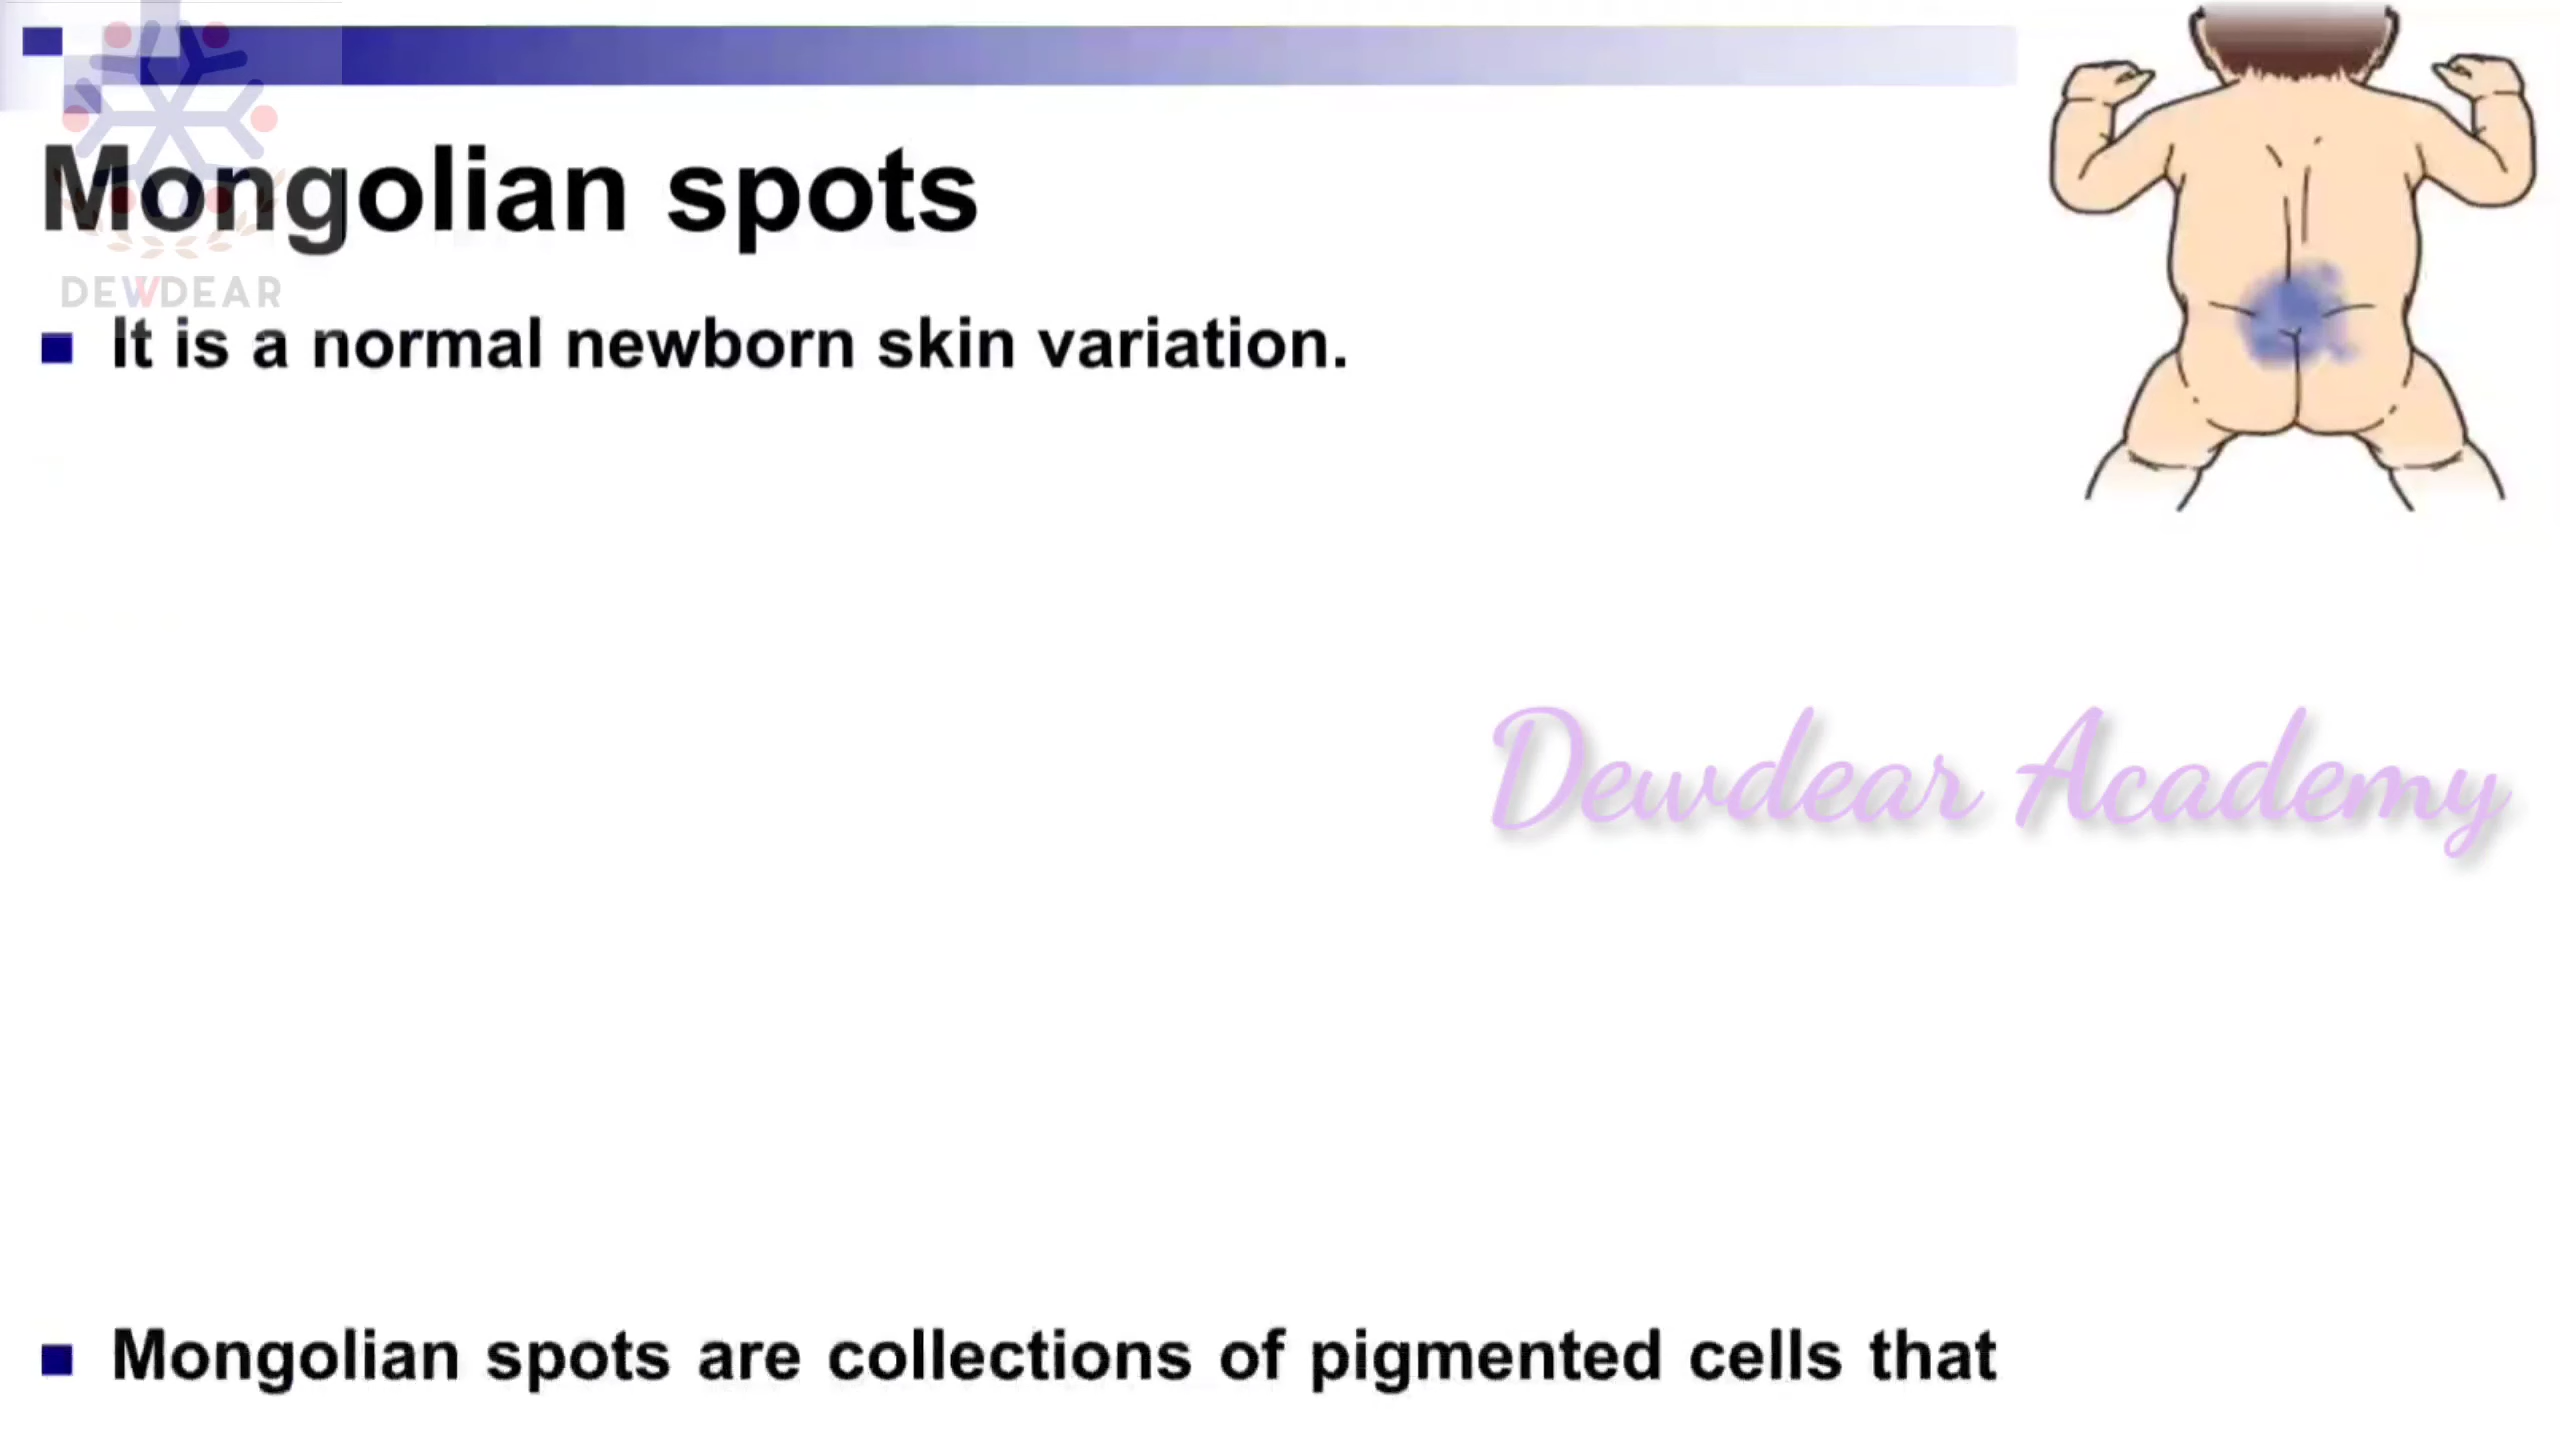 Mongolian spots
DEWDEAR
It is a normal newborn skin variation.
Dewdear Academy
Mongolian spots are collections of pigmented cells that